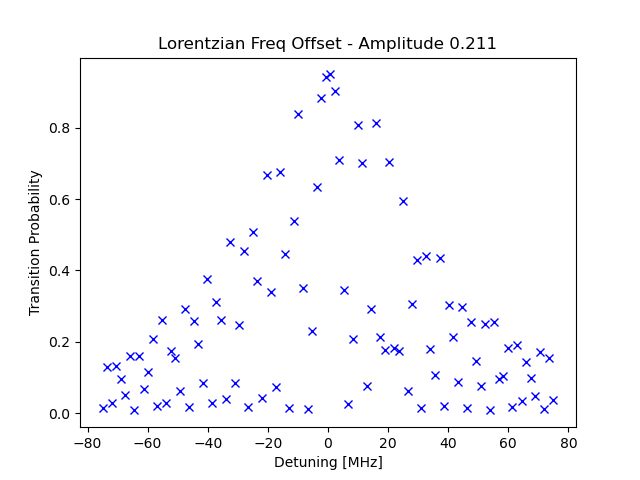 Lorentzian Freq Offset - Amplitude 0.211
Transition Probability
0.8
0.6
0.4
0.2
0.0
−80 −60 −40 −20 0 20 40 60 80
Detuning [MHz]